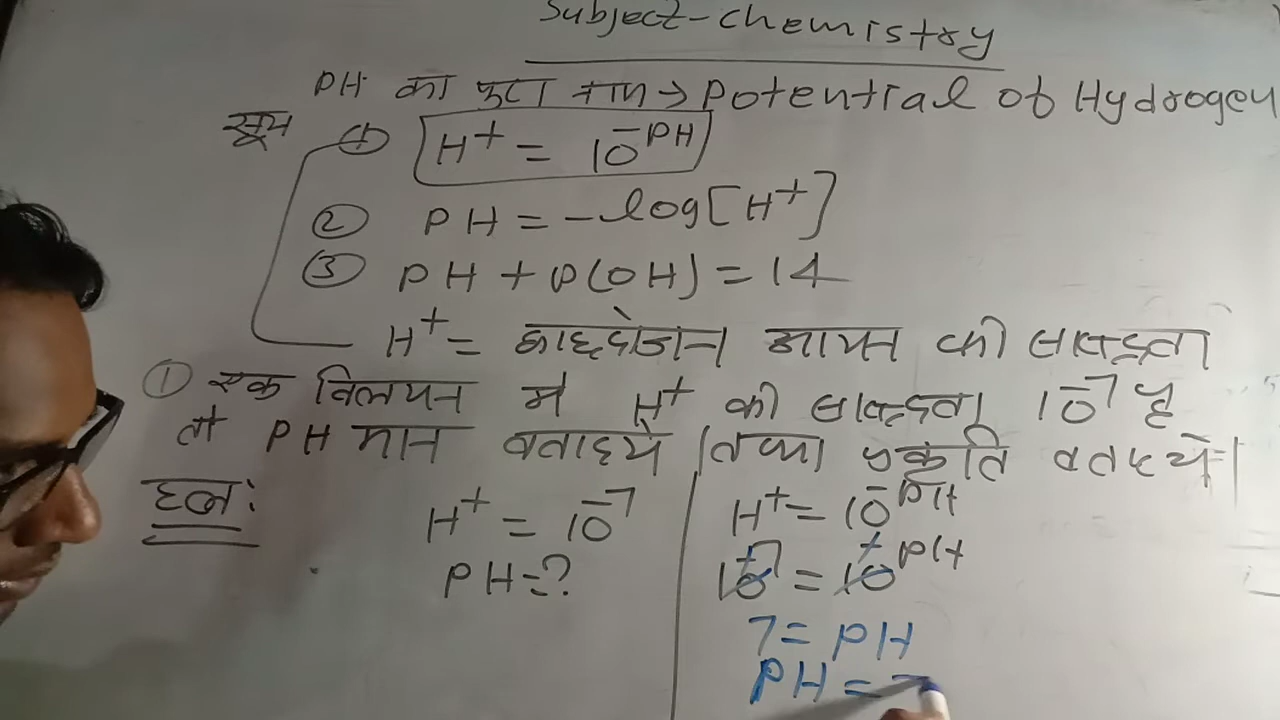 Subject-chemistry
PH का पुरा नाम → Potential of Hydrogen
सूत्र ① H⁺ = 10⁻ᴾᴴ
② PH = -log[H⁺]
③ PH + P(OH) = 14
H⁺ = हाइड्रोजन आयन की सान्द्रता
① एक विलयन में H⁺ की सान्द्रता 10⁻⁷ है
तो PH मान बताइये तथा प्रकृति बताइये।
हल:
H⁺ = 10⁻⁷
PH = ?
H⁺ = 10⁻ᴾᴴ
10⁻⁷ = 10⁻ᴾᴴ
7 = PH
PH = 7